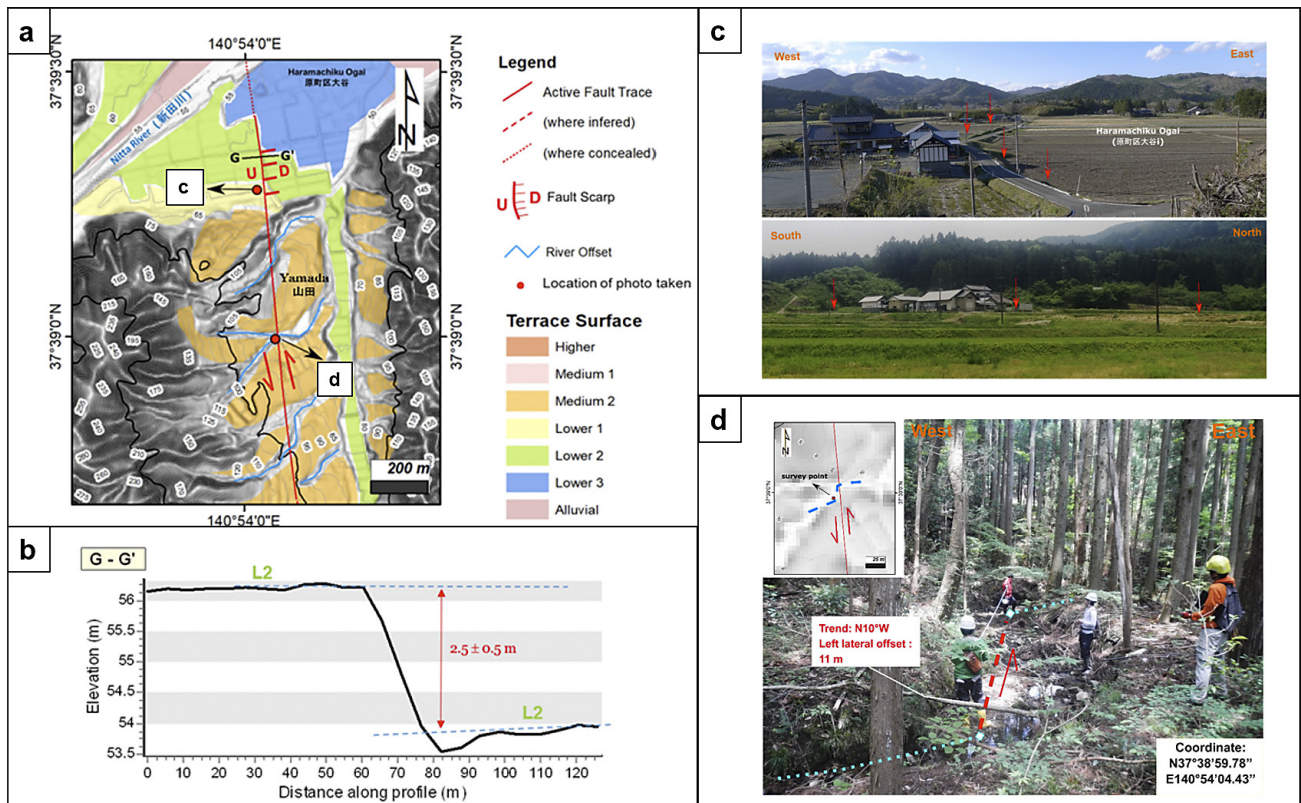 a
140°54'0"E
37°39'30"N
37°39'30"N
37°39'0"N
37°39'0"N
140°54'0"E
Haramachiku Ogai
原町区大谷
Nitta River (新田川)
N
G
G'
U
D
c
Yamada
山田
d
200 m
Legend
Active Fault Trace
(where infered)
(where concealed)
U
D
Fault Scarp
River Offset
Location of photo taken
Terrace Surface
Higher
Medium 1
Medium 2
Lower 1
Lower 2
Lower 3
Alluvial
b
G - G'
L2
L2
2.5 ± 0.5 m
Elevation (m)
56
55.5
55
54.5
54
53.5
0
10
20
30
40
50
60
70
80
90
100
110
120
Distance along profile (m)
c
West
East
Haramachiku Ogai
(原町区大谷i)
South
North
d
N
survey point
West
East
Trend: N10°W
Left lateral offset :
11 m
Coordinate:
N37°38’59.78”
E140°54’04.43”